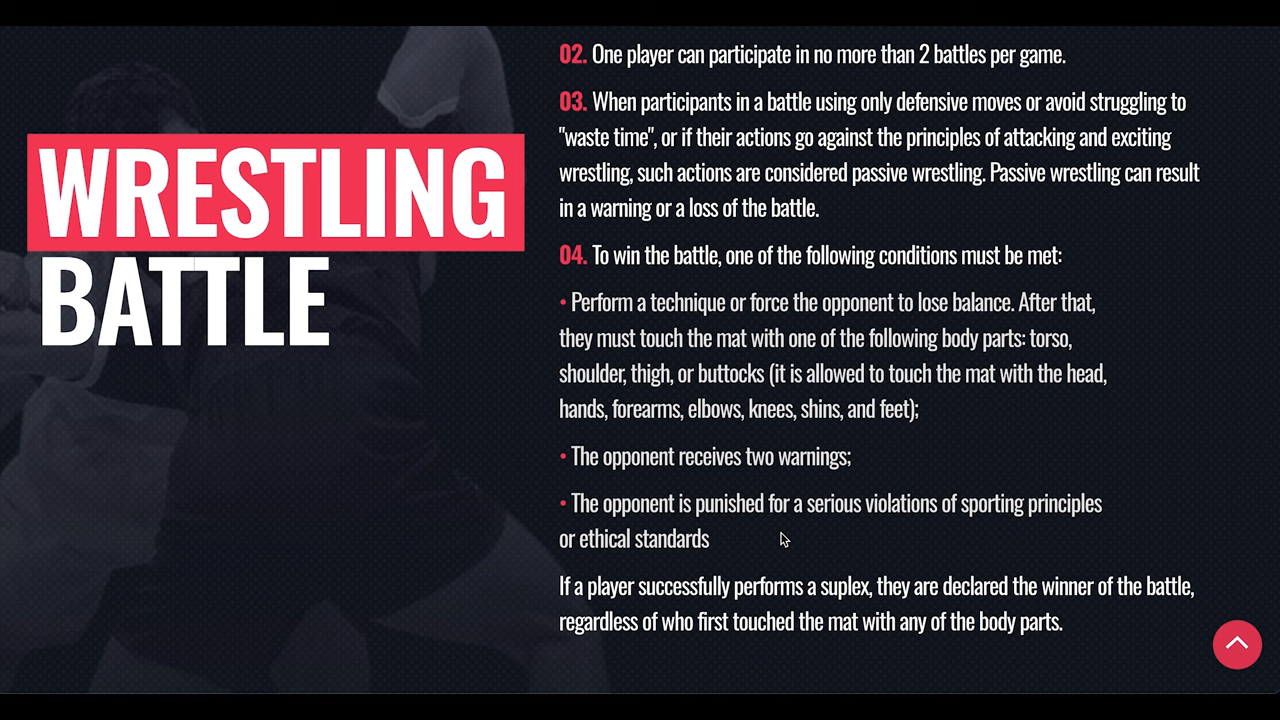 WRESTLING
BATTLE
02. One player can participate in no more than 2 battles per game.
03. When participants in a battle using only defensive moves or avoid struggling to
"waste time", or if their actions go against the principles of attacking and exciting
wrestling, such actions are considered passive wrestling. Passive wrestling can result
in a warning or a loss of the battle.
04. To win the battle, one of the following conditions must be met:
• Perform a technique or force the opponent to lose balance. After that,
they must touch the mat with one of the following body parts: torso,
shoulder, thigh, or buttocks (it is allowed to touch the mat with the head,
hands, forearms, elbows, knees, shins, and feet);
• The opponent receives two warnings;
• The opponent is punished for a serious violations of sporting principles
or ethical standards
If a player successfully performs a suplex, they are declared the winner of the battle,
regardless of who first touched the mat with any of the body parts.